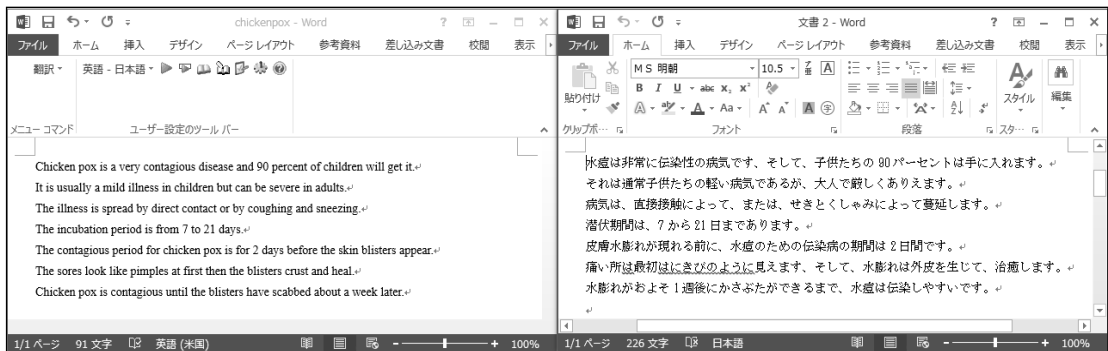 chickenpox - Word
ファイル ホーム 挿入 デザイン ページ レイアウト 参考資料 差し込み文書 校閲 表示
翻訳 英語 - 日本語
メニュー コマンド ユーザー設定のツール バー
Chicken pox is a very contagious disease and 90 percent of children will get it.
It is usually a mild illness in children but can be severe in adults.
The illness is spread by direct contact or by coughing and sneezing.
The incubation period is from 7 to 21 days.
The contagious period for chicken pox is for 2 days before the skin blisters appear.
The sores look like pimples at first then the blisters crust and heal.
Chicken pox is contagious until the blisters have scabbed about a week later.
1/1 ページ 91 文字 英語 (米国) 100%
文書 2 - Word
ファイル ホーム 挿入 デザイン ページ レイアウト 参考資料 差し込み文書 校閲 表示
貼り付け
ＭＳ 明朝 10.5
B I U abc x₂ x²
A Aa A A A 字
スタイル 編集
クリップボ… フォント 段落 スタ…
水痘は非常に伝染性の病気です、そして、子供たちの 90 パーセントは手に入れます。
それは通常子供たちの軽い病気であるが、大人で厳しくありえます。
病気は、直接接触によって、または、せきとくしゃみによって蔓延します。
潜伏期間は、7 から 21 日まであります。
皮膚水膨れが現れる前に、水痘のための伝染病の期間は 2 日間です。
痛い所は最初はにきびのように見えます、そして、水膨れは外皮を生じて、治癒します。
水膨れがおよそ 1 週後にかさぶたができるまで、水痘は伝染しやすいです。
1/1 ページ 226 文字 日本語 100%